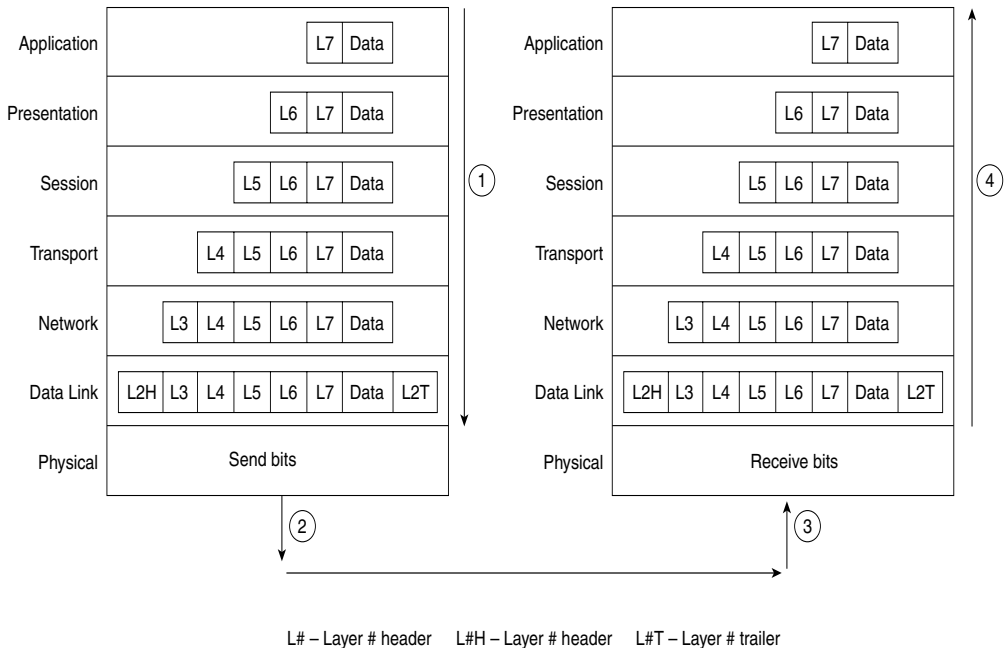 Application L7 Data
Presentation L6 L7 Data
Session L5 L6 L7 Data
Transport L4 L5 L6 L7 Data
Network L3 L4 L5 L6 L7 Data
Data Link L2H L3 L4 L5 L6 L7 Data L2T
Physical Send bits
1
2
Application L7 Data
Presentation L6 L7 Data
Session L5 L6 L7 Data
Transport L4 L5 L6 L7 Data
Network L3 L4 L5 L6 L7 Data
Data Link L2H L3 L4 L5 L6 L7 Data L2T
Physical Receive bits
4
3
L# – Layer # header L#H – Layer # header L#T – Layer # trailer